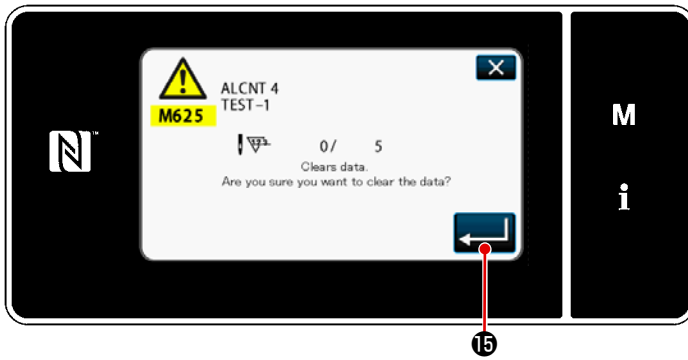 ALCNT 4
TEST-1
M625
0/ 5
Clears data.
Are you sure you want to clear the data?
M
i
N
⓯